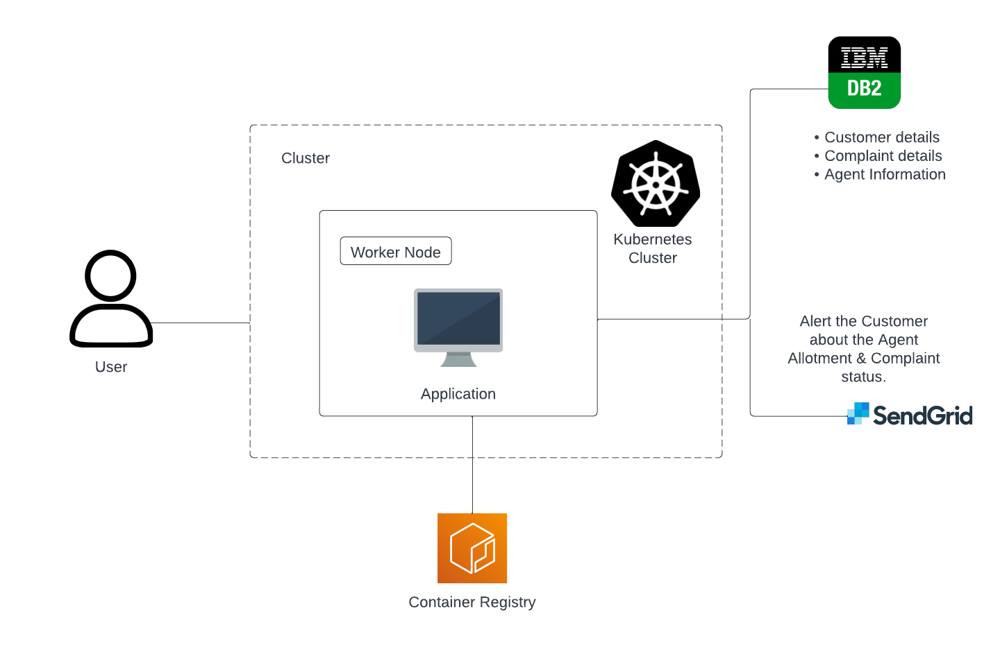 IBM
DB2
• Customer details
• Complaint details
• Agent Information
Cluster
Kubernetes
Cluster
Worker Node
Application
User
Alert the Customer
about the Agent
Allotment & Complaint
status.
SendGrid
Container Registry